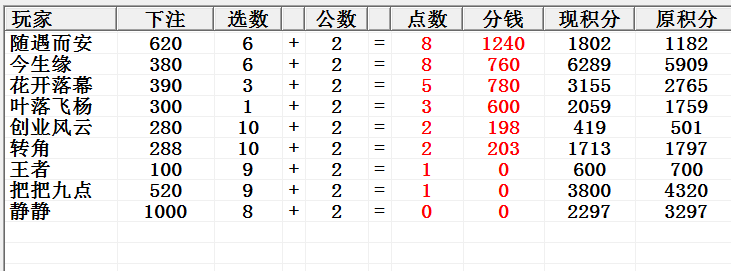 玩家 下注 选数 公数 点数 分钱 现积分 原积分
随遇而安 620 6 + 2 = 8 1240 1802 1182
今生缘 380 6 + 2 = 8 760 6289 5909
花开落幕 390 3 + 2 = 5 780 3155 2765
叶落飞杨 300 1 + 2 = 3 600 2059 1759
创业风云 280 10 + 2 = 2 198 419 501
转角 288 10 + 2 = 2 203 1713 1797
王者 100 9 + 2 = 1 0 600 700
把把九点 520 9 + 2 = 1 0 3800 4320
静静 1000 8 + 2 = 0 0 2297 3297